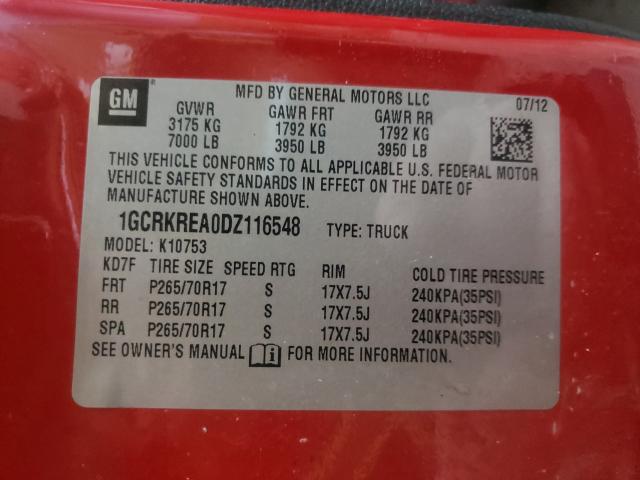 GM ®
MFD BY GENERAL MOTORS LLC 07/12
GVWR GAWR FRT GAWR RR
3175 KG 1792 KG 1792 KG
7000 LB 3950 LB 3950 LB
THIS VEHICLE CONFORMS TO ALL APPLICABLE U.S. FEDERAL MOTOR
VEHICLE SAFETY STANDARDS IN EFFECT ON THE DATE OF
MANUFACTURE SHOWN ABOVE.
1GCRKREA0DZ116548 TYPE: TRUCK
MODEL: K10753
KD7F TIRE SIZE SPEED RTG RIM COLD TIRE PRESSURE
FRT P265/70R17 S 17X7.5J 240KPA(35PSI)
RR P265/70R17 S 17X7.5J 240KPA(35PSI)
SPA P265/70R17 S 17X7.5J 240KPA(35PSI)
SEE OWNER'S MANUAL FOR MORE INFORMATION.